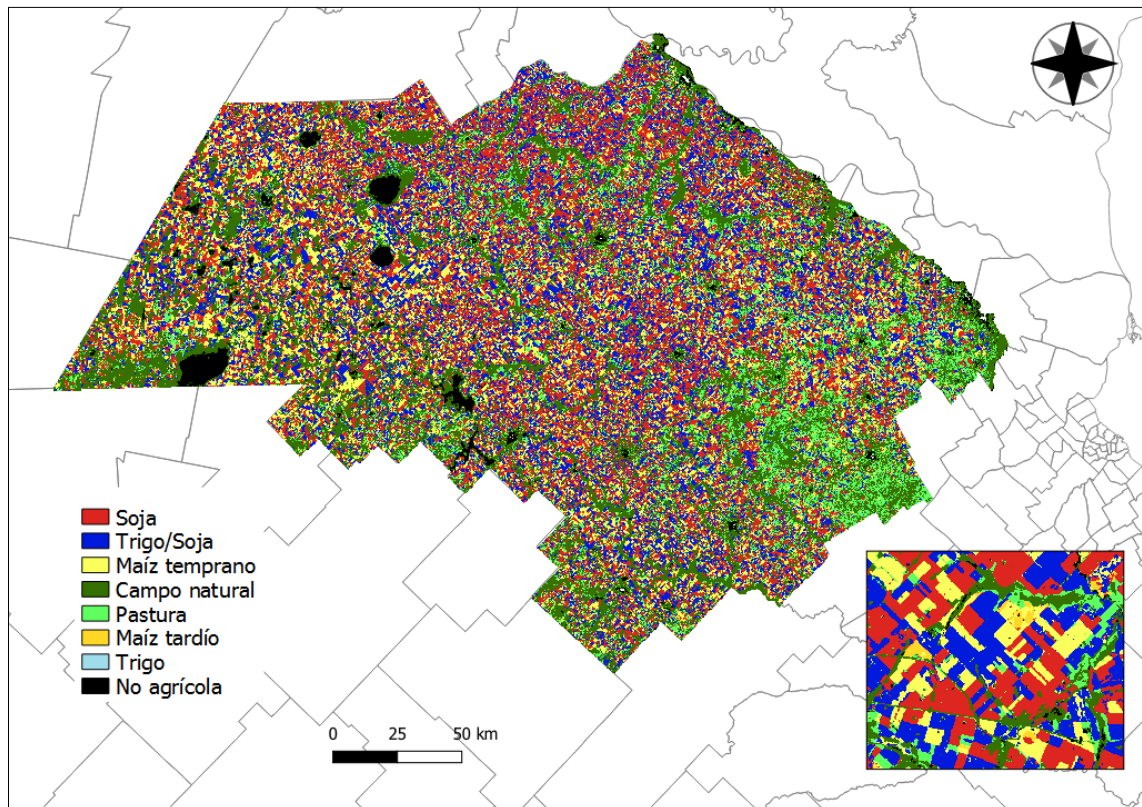 Soja
Trigo/Soja
Maíz temprano
Campo natural
Pastura
Maíz tardío
Trigo
No agrícola
0 25 50 km